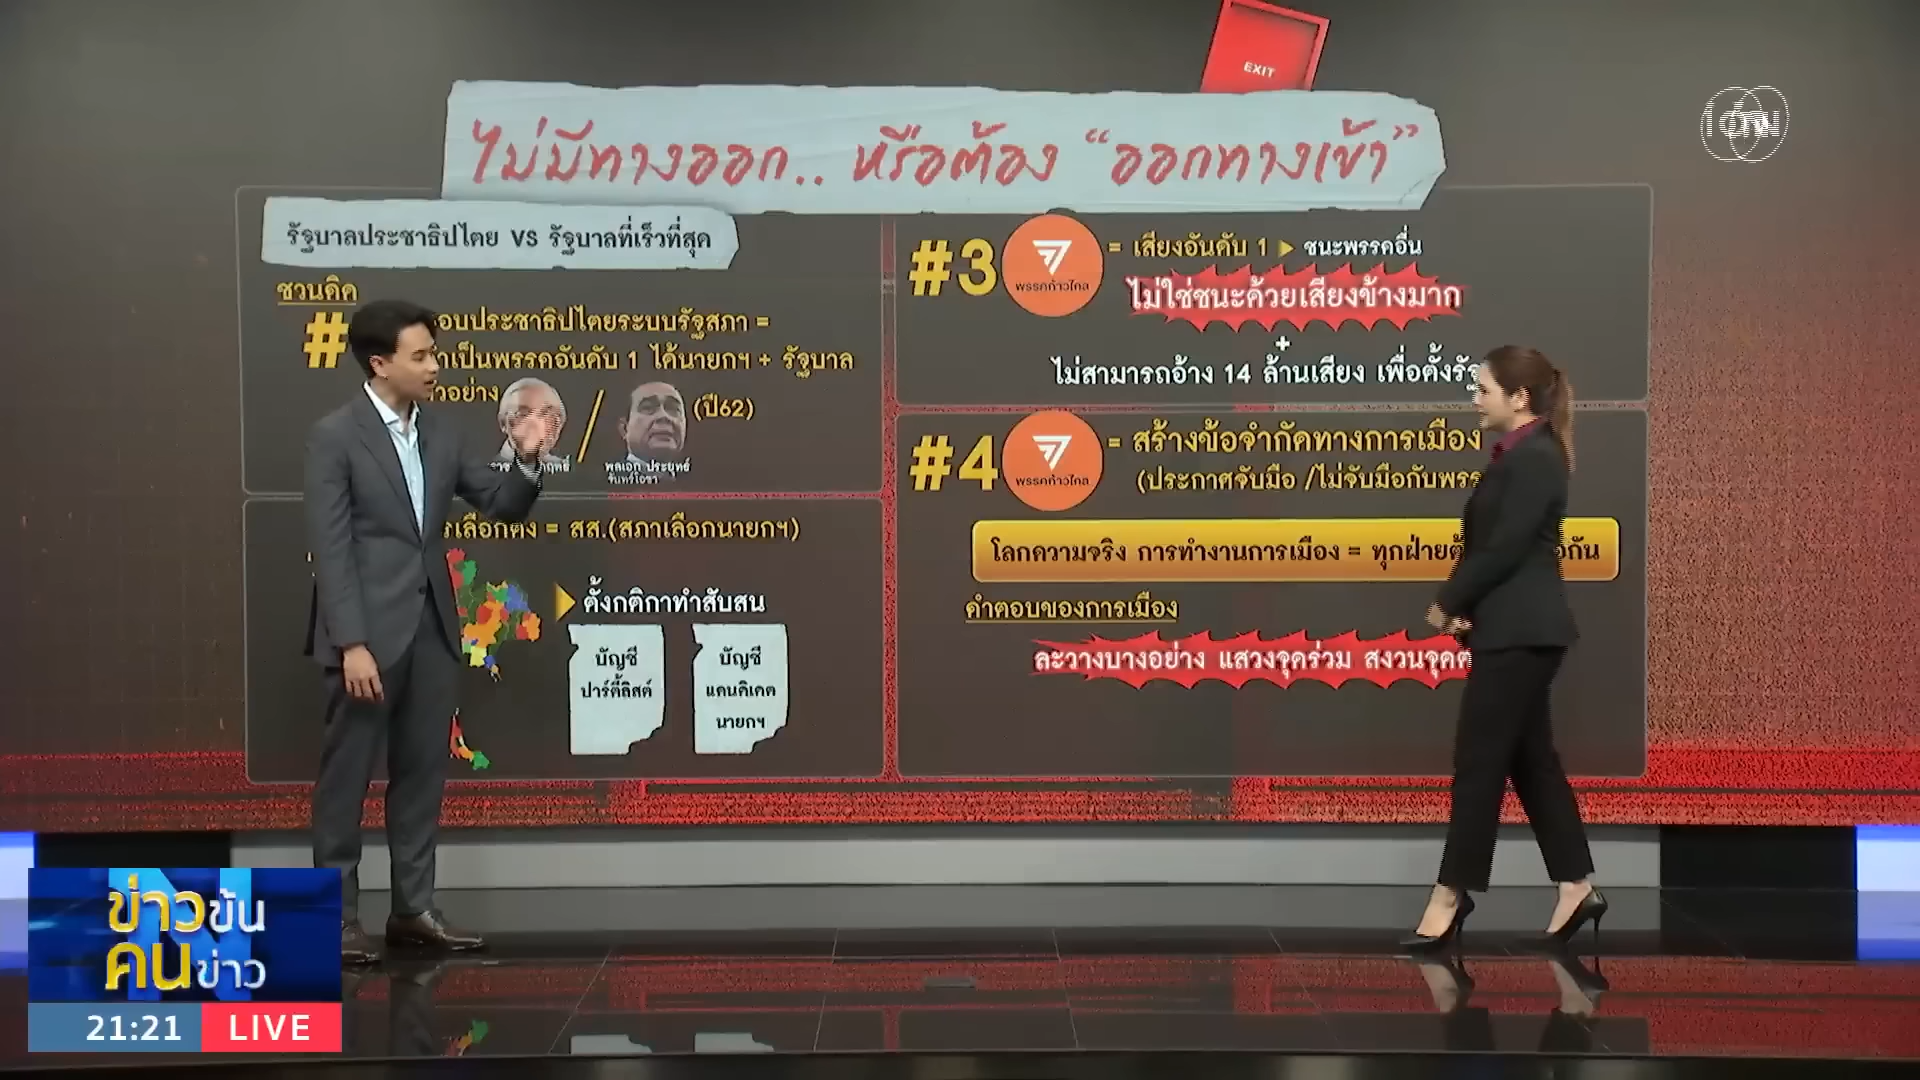 EXIT
ไม่มีทางออก.. หรือต้อง “ออกทางเข้า”
รัฐบาลประชาธิปไตย VS รัฐบาลที่เร็วที่สุด
ชวนคิด
#
อบประชาธิปไตยระบบรัฐสภา =
เป็นพรรคอันดับ 1 ได้นายกฯ + รัฐบาล
(ปี62)
พลเอก ประยุทธ์
จันทร์โอชา
= สส.(สภาเลือกนายกฯ)
ตั้งกติกาทำสับสน
บัญชี
ปาร์ตี้ลิสต์
บัญชี
แคนดิเดต
นายกฯ
#3
พรรคก้าวไกล
= เสียงอันดับ 1 ชนะพรรคอื่น
ไม่ใช่ชนะด้วยเสียงข้างมาก
+
ไม่สามารถอ้าง 14 ล้านเสียง เพื่อตั้งรัฐ
#4
พรรคก้าวไกล
= สร้างข้อจำกัดทางการเมือง
(ประกาศจับมือ /ไม่จับมือกับพรร
โลกความจริง การทำงานการเมือง = ทุกฝ่าย
คำตอบของการเมือง
ละวางบางอย่าง แสวงจุดร่วม สงวนจุดต
ข่าวข้น
คนข่าว
21:21 LIVE